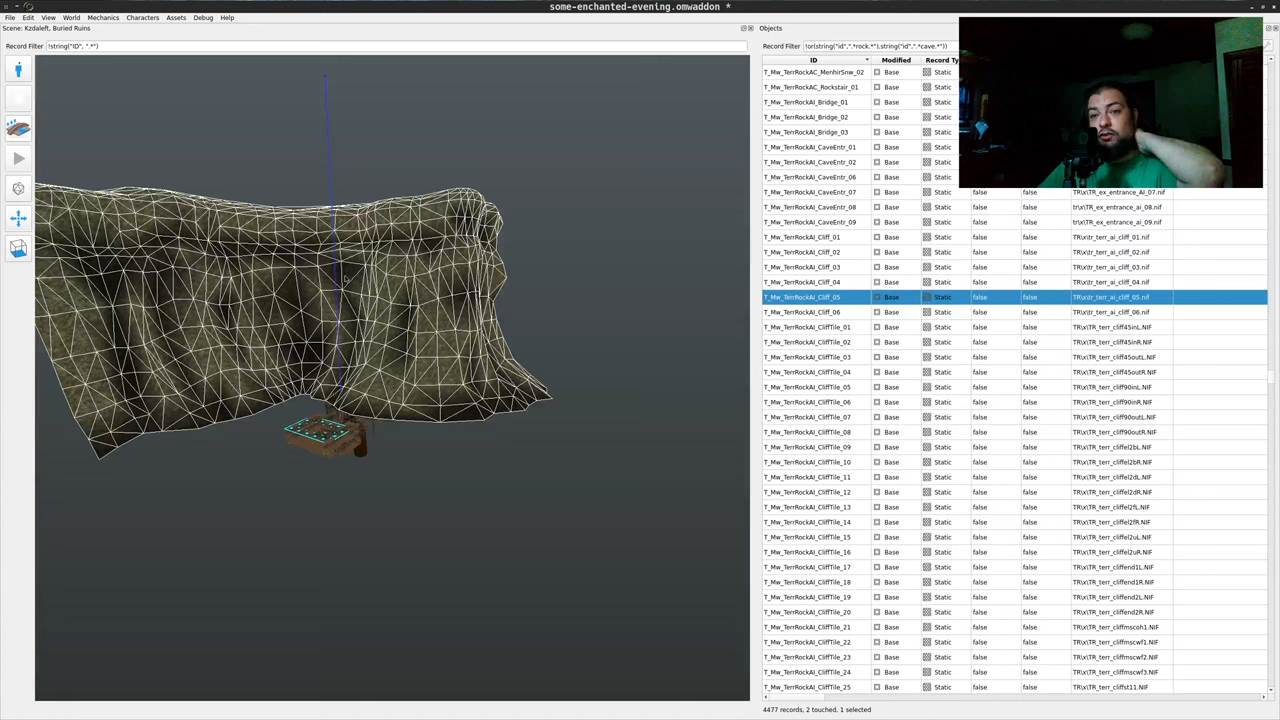 some-enchanted-evening.omwaddon *
File Edit View World Mechanics Characters Assets Debug Help
Scene: Kzdaleft, Buried Ruins
Objects
Record Filter !string("ID", ".*")
Record Filter !or(string("id",".*rock.*"),string("id",".*cave.*"))
ID Modified Record Ty
T_Mw_TerrRockAC_MenhirSnw_02 Base Static
T_Mw_TerrRockAC_Rockstair_01 Base Static
T_Mw_TerrRockAI_Bridge_01 Base Static
T_Mw_TerrRockAI_Bridge_02 Base Static
T_Mw_TerrRockAI_Bridge_03 Base Static
T_Mw_TerrRockAI_CaveEntr_01 Base Static
T_Mw_TerrRockAI_CaveEntr_02 Base Static
T_Mw_TerrRockAI_CaveEntr_06 Base Static
T_Mw_TerrRockAI_CaveEntr_07 Base Static false false TR\x\TR_ex_entrance_AI_07.nif
T_Mw_TerrRockAI_CaveEntr_08 Base Static false false tr\x\TR_ex_entrance_ai_08.nif
T_Mw_TerrRockAI_CaveEntr_09 Base Static false false tr\x\TR_ex_entrance_ai_09.nif
T_Mw_TerrRockAI_Cliff_01 Base Static false false TR\x\tr_terr_ai_cliff_01.nif
T_Mw_TerrRockAI_Cliff_02 Base Static false false TR\x\tr_terr_ai_cliff_02.nif
T_Mw_TerrRockAI_Cliff_03 Base Static false false TR\x\tr_terr_ai_cliff_03.nif
T_Mw_TerrRockAI_Cliff_04 Base Static false false TR\x\tr_terr_ai_cliff_04.nif
T_Mw_TerrRockAI_Cliff_05 Base Static false false TR\x\tr_terr_ai_cliff_05.nif
T_Mw_TerrRockAI_Cliff_06 Base Static false false TR\x\tr_terr_ai_cliff_06.nif
T_Mw_TerrRockAI_CliffTile_01 Base Static false false TR\x\TR_terr_cliff45inL.NIF
T_Mw_TerrRockAI_CliffTile_02 Base Static false false TR\x\TR_terr_cliff45inR.NIF
T_Mw_TerrRockAI_CliffTile_03 Base Static false false TR\x\TR_terr_cliff45outL.NIF
T_Mw_TerrRockAI_CliffTile_04 Base Static false false TR\x\TR_terr_cliff45outR.NIF
T_Mw_TerrRockAI_CliffTile_05 Base Static false false TR\x\TR_terr_cliff90inL.NIF
T_Mw_TerrRockAI_CliffTile_06 Base Static false false TR\x\TR_terr_cliff90inR.NIF
T_Mw_TerrRockAI_CliffTile_07 Base Static false false TR\x\TR_terr_cliff90outL.NIF
T_Mw_TerrRockAI_CliffTile_08 Base Static false false TR\x\TR_terr_cliff90outR.NIF
T_Mw_TerrRockAI_CliffTile_09 Base Static false false TR\x\TR_terr_cliffel2bL.NIF
T_Mw_TerrRockAI_CliffTile_10 Base Static false false TR\x\TR_terr_cliffel2bR.NIF
T_Mw_TerrRockAI_CliffTile_11 Base Static false false TR\x\TR_terr_cliffel2dL.NIF
T_Mw_TerrRockAI_CliffTile_12 Base Static false false TR\x\TR_terr_cliffel2dR.NIF
T_Mw_TerrRockAI_CliffTile_13 Base Static false false TR\x\TR_terr_cliffel2fL.NIF
T_Mw_TerrRockAI_CliffTile_14 Base Static false false TR\x\TR_terr_cliffel2fR.NIF
T_Mw_TerrRockAI_CliffTile_15 Base Static false false TR\x\TR_terr_cliffel2uL.NIF
T_Mw_TerrRockAI_CliffTile_16 Base Static false false TR\x\TR_terr_cliffel2uR.NIF
T_Mw_TerrRockAI_CliffTile_17 Base Static false false TR\x\TR_terr_cliffend1L.NIF
T_Mw_TerrRockAI_CliffTile_18 Base Static false false TR\x\TR_terr_cliffend1R.NIF
T_Mw_TerrRockAI_CliffTile_19 Base Static false false TR\x\TR_terr_cliffend2L.NIF
T_Mw_TerrRockAI_CliffTile_20 Base Static false false TR\x\TR_terr_cliffend2R.NIF
T_Mw_TerrRockAI_CliffTile_21 Base Static false false TR\x\TR_terr_cliffmscoh1.NIF
T_Mw_TerrRockAI_CliffTile_22 Base Static false false TR\x\TR_terr_cliffmscwf1.NIF
T_Mw_TerrRockAI_CliffTile_23 Base Static false false TR\x\TR_terr_cliffmscwf2.NIF
T_Mw_TerrRockAI_CliffTile_24 Base Static false false TR\x\TR_terr_cliffmscwf3.NIF
T_Mw_TerrRockAI_CliffTile_25 Base Static false false TR\x\TR_terr_cliffst11.NIF
4477 records, 2 touched, 1 selected